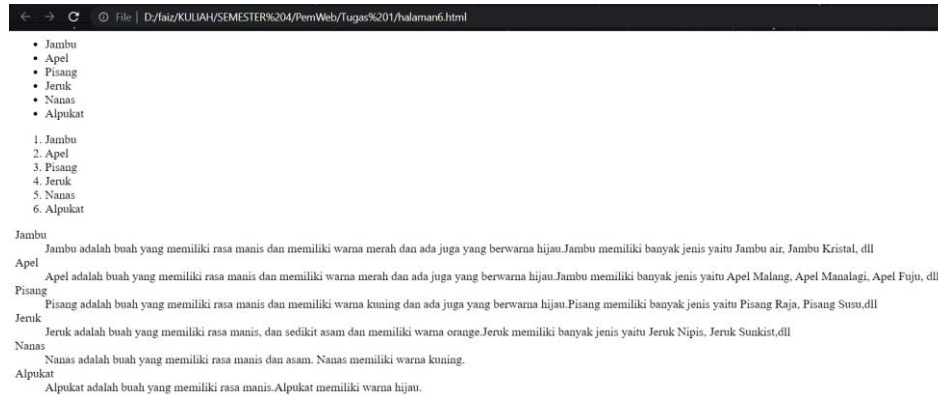 File | D:/faiz/KULIAH/SEMESTER%204/PemWeb/Tugas%201/halaman6.html
• Jambu
• Apel
• Pisang
• Jeruk
• Nanas
• Alpukat
1. Jambu
2. Apel
3. Pisang
4. Jeruk
5. Nanas
6. Alpukat
Jambu
Jambu adalah buah yang memiliki rasa manis dan memiliki warna merah dan ada juga yang berwarna hijau.Jambu memiliki banyak jenis yaitu Jambu air, Jambu Kristal, dll
Apel
Apel adalah buah yang memiliki rasa manis dan memiliki warna merah dan ada juga yang berwarna hijau.Jambu memiliki banyak jenis yaitu Apel Malang, Apel Manalagi, Apel Fuju, dll
Pisang
Pisang adalah buah yang memiliki rasa manis dan memiliki warna kuning dan ada juga yang berwarna hijau.Pisang memiliki banyak jenis yaitu Pisang Raja, Pisang Susu,dll
Jeruk
Jeruk adalah buah yang memiliki rasa manis, dan sedikit asam dan memiliki warna orange.Jeruk memiliki banyak jenis yaitu Jeruk Nipis, Jeruk Sunkist,dll
Nanas
Nanas adalah buah yang memiliki rasa manis dan asam. Nanas memiliki warna kuning.
Alpukat
Alpukat adalah buah yang memiliki rasa manis.Alpukat memiliki warna hijau.